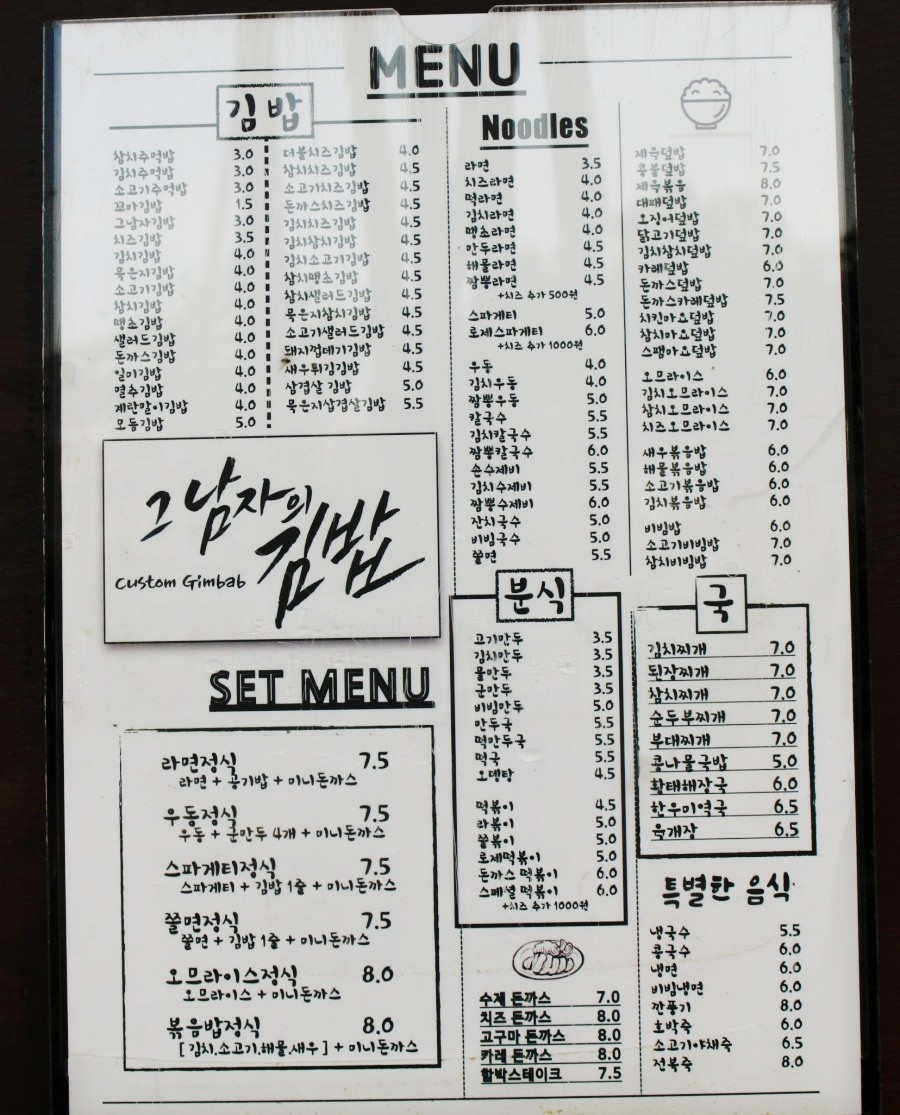 MENU
김밥
참치주먹밥 3.0
김치주먹밥 3.0
소고기주먹밥 3.0
꼬마김밥 1.5
그남자김밥 3.0
치즈김밥 3.5
김치김밥 4.0
묵은지김밥 4.0
소고기김밥 4.0
참치김밥 4.0
땡초김밥 4.0
샐러드김밥 4.0
돈까스김밥 4.0
일미김밥 4.0
멸추김밥 4.0
계란말이김밥 4.0
모듬김밥 5.0
더블치즈김밥 4.0
참치치즈김밥 4.5
소고기치즈김밥 4.5
돈까스치즈김밥 4.5
김치치즈김밥 4.5
김치참치김밥 4.5
김치소고기김밥 4.5
참치땡초김밥 4.5
참치샐러드김밥 4.5
묵은지참치김밥 4.5
소고기샐러드김밥 4.5
돼지껍데기김밥 4.5
새우튀김김밥 4.5
삼겹살 김밥 5.0
묵은지삼겹살김밥 5.5
그남자의
김밥
Custom Gimbab
SET MENU
라면정식 7.5
라면 + 공기밥 + 미니돈까스
우동정식 7.5
우동 + 군만두 4개 + 미니돈까스
스파게티정식 7.5
스파게티 + 김밥 1줄 + 미니돈까스
쫄면정식 7.5
쫄면 + 김밥 1줄 + 미니돈까스
오므라이스정식 8.0
오므라이스 + 미니돈까스
볶음밥정식 8.0
[ 김치.소고기.해물.새우 ] + 미니돈까스
Noodles
라면 3.5
치즈라면 4.0
떡라면 4.0
김치라면 4.0
땡초라면 4.0
만두라면 4.5
해물라면 4.5
짬뽕라면 4.5
+치즈 추가 500원
스파게티 5.0
로제스파게티 6.0
+치즈 추가 1000원
우동 4.0
김치우동 4.0
짬뽕우동 5.0
칼국수 5.5
김치칼국수 5.5
짬뽕칼국수 6.0
손수제비 5.5
김치수제비 5.5
짬뽕수제비 6.0
잔치국수 5.0
비빔국수 5.0
쫄면 5.5
분식
고기만두 3.5
김치만두 3.5
물만두 3.5
군만두 3.5
비빔만두 5.0
만두국 5.5
떡만두국 5.5
떡국 5.5
오뎅탕 4.5
떡볶이 4.5
라볶이 5.0
쫄볶이 5.0
로제떡볶이 5.0
돈까스 떡볶이 6.0
스페셜 떡볶이 6.0
+치즈 추가 1000원
수제 돈까스 7.0
치즈 돈까스 8.0
고구마 돈까스 8.0
카레 돈까스 8.0
함박스테이크 7.5
제육덮밥 7.0
콩불덮밥 7.5
제육볶음 8.0
대패덮밥 7.0
오징어덮밥 7.0
닭고기덮밥 7.0
김치참치덮밥 7.0
카레덮밥 6.0
돈까스덮밥 7.0
돈까스카레덮밥 7.5
치킨마요덮밥 7.0
참치마요덮밥 7.0
스팸마요덮밥 7.0
오므라이스 6.0
김치오므라이스 7.0
참치오므라이스 7.0
치즈오므라이스 7.0
새우볶음밥 6.0
해물볶음밥 6.0
소고기볶음밥 6.0
김치볶음밥 6.0
비빔밥 6.0
소고기비빔밥 7.0
참치비빔밥 7.0
국
김치찌개 7.0
된장찌개 7.0
참치찌개 7.0
순두부찌개 7.0
부대찌개 7.0
콩나물국밥 5.0
황태해장국 6.0
한우미역국 6.5
육개장 6.5
특별한 음식
냉국수 5.5
콩국수 6.0
냉면 6.0
비빔냉면 6.0
깐풍기 8.0
호박죽 6.0
소고기야채죽 6.5
전복죽 8.0